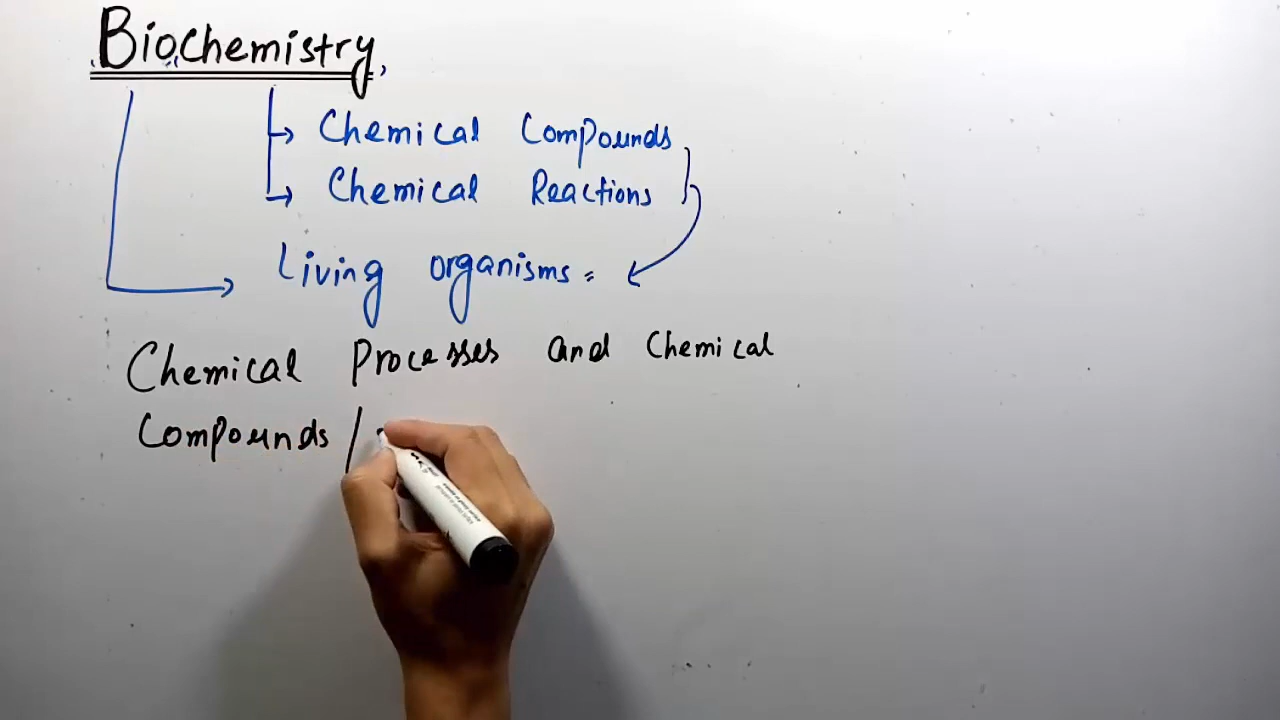 Biochemistry
Chemical Compounds
Chemical Reactions
Living organisms
Chemical Processes and Chemical
Compounds /